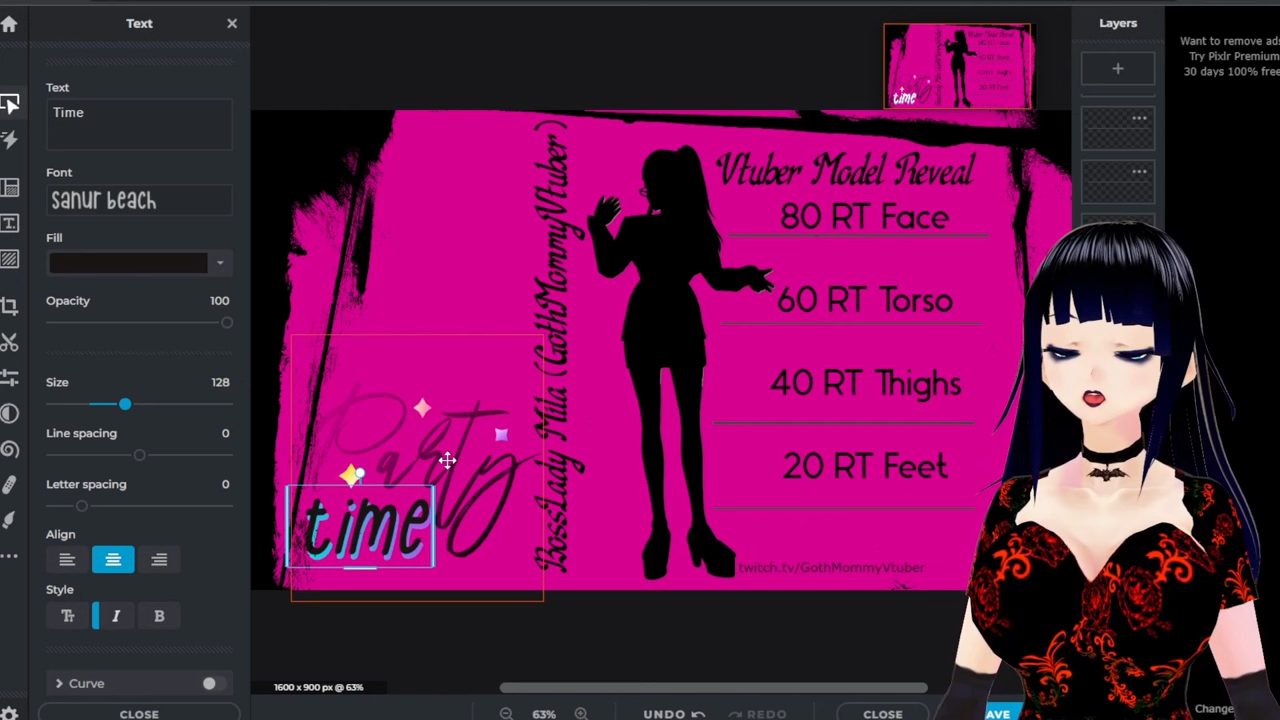 Text
Text
Time
Font
sanur beach
Fill
Opacity 100
Size 128
Line spacing 0
Letter spacing 0
Align
Style
Tr I B
Curve
CLOSE
BossLady Mila (GothMommyVtuber)
Vtuber Model Reveal
80 RT Face
60 RT Torso
40 RT Thighs
20 RT Feet
twitch.tv/GothMommyVtuber
Party
time
1600 x 900 px @ 63%
63% UNDO REDO CLOSE AVE
Layers
Want to remove ads
Try Pixlr Premium
30 days 100% free
Change